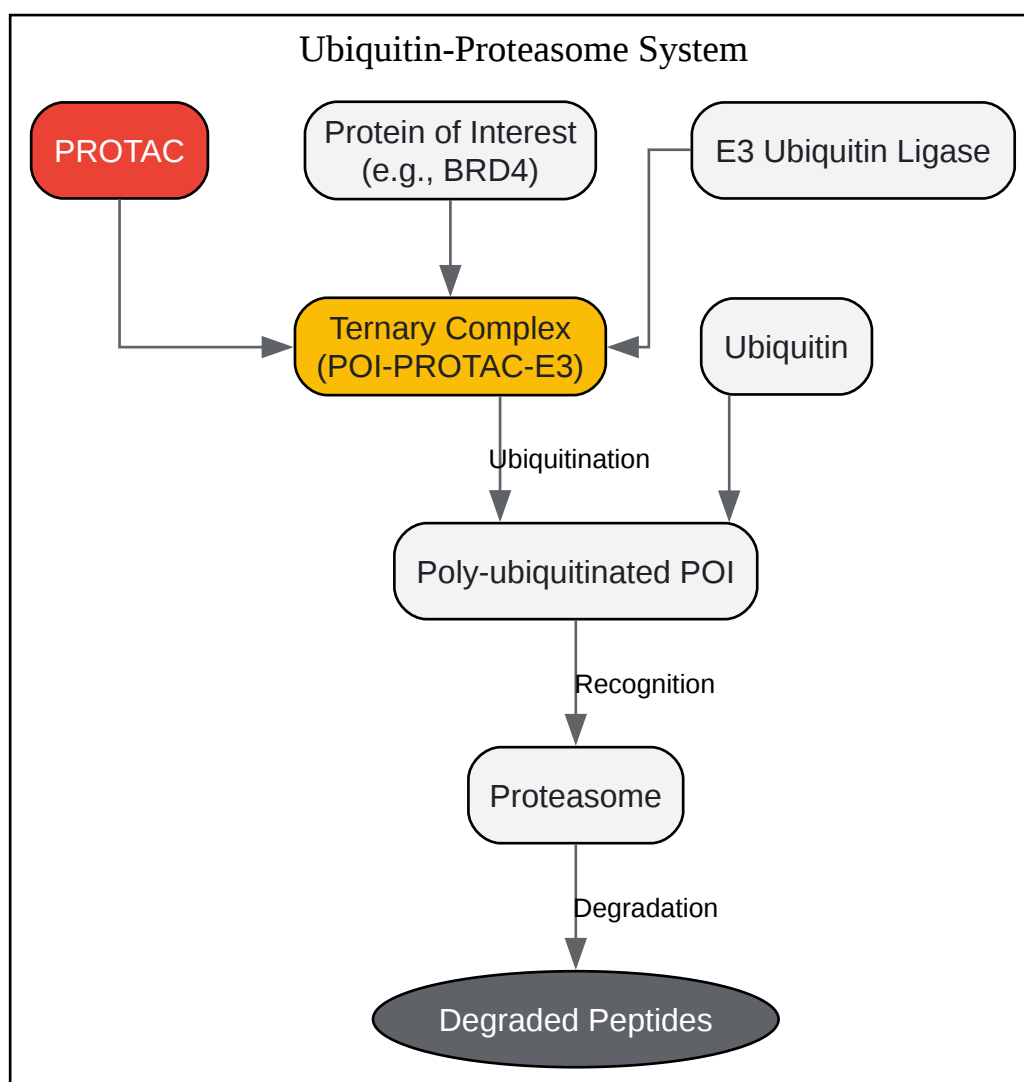 Ubiquitin-Proteasome System
PROTAC
Protein of Interest
(e.g., BRD4)
E3 Ubiquitin Ligase
Ternary Complex
(POI-PROTAC-E3)
Ubiquitin
Ubiquitination
Poly-ubiquitinated POI
Recognition
Proteasome
Degradation
Degraded Peptides